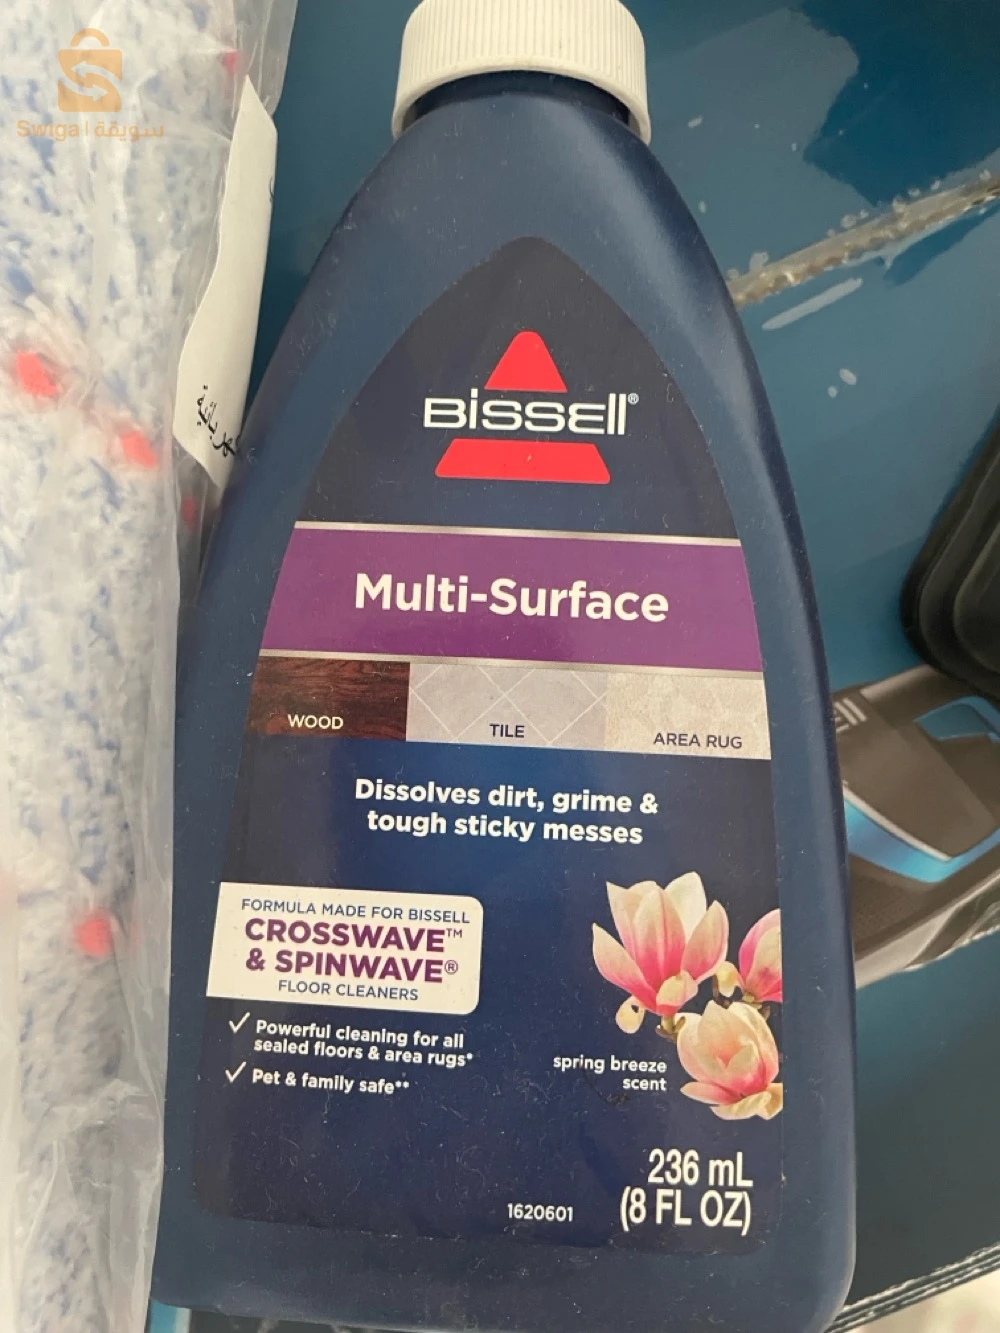 Swiga | سويقة
كهربائية
BISSELL®
Multi-Surface
WOOD
TILE
AREA RUG
Dissolves dirt, grime &
tough sticky messes
FORMULA MADE FOR BISSELL
CROSSWAVE™
& SPINWAVE®
FLOOR CLEANERS
✓ Powerful cleaning for all
sealed floors & area rugs*
✓ Pet & family safe**
spring breeze
scent
236 mL
(8 FL OZ)
1620601